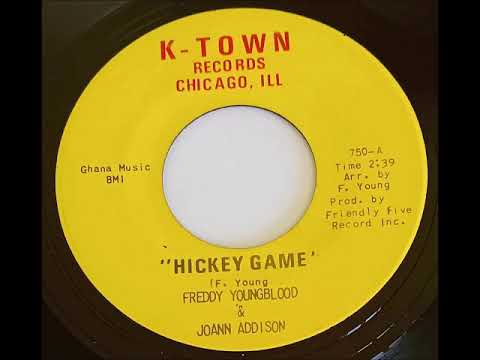 K-TOWN
RECORDS
CHICAGO, ILL
Ghana Music
BMI
750-A
Time 2:39
Arr. by
F. Young
Prod. by
Friendly Five
Record Inc.
"HICKEY GAME"
(F. Young
FREDDY YOUNGBLOOD
&
JOANN ADDISON